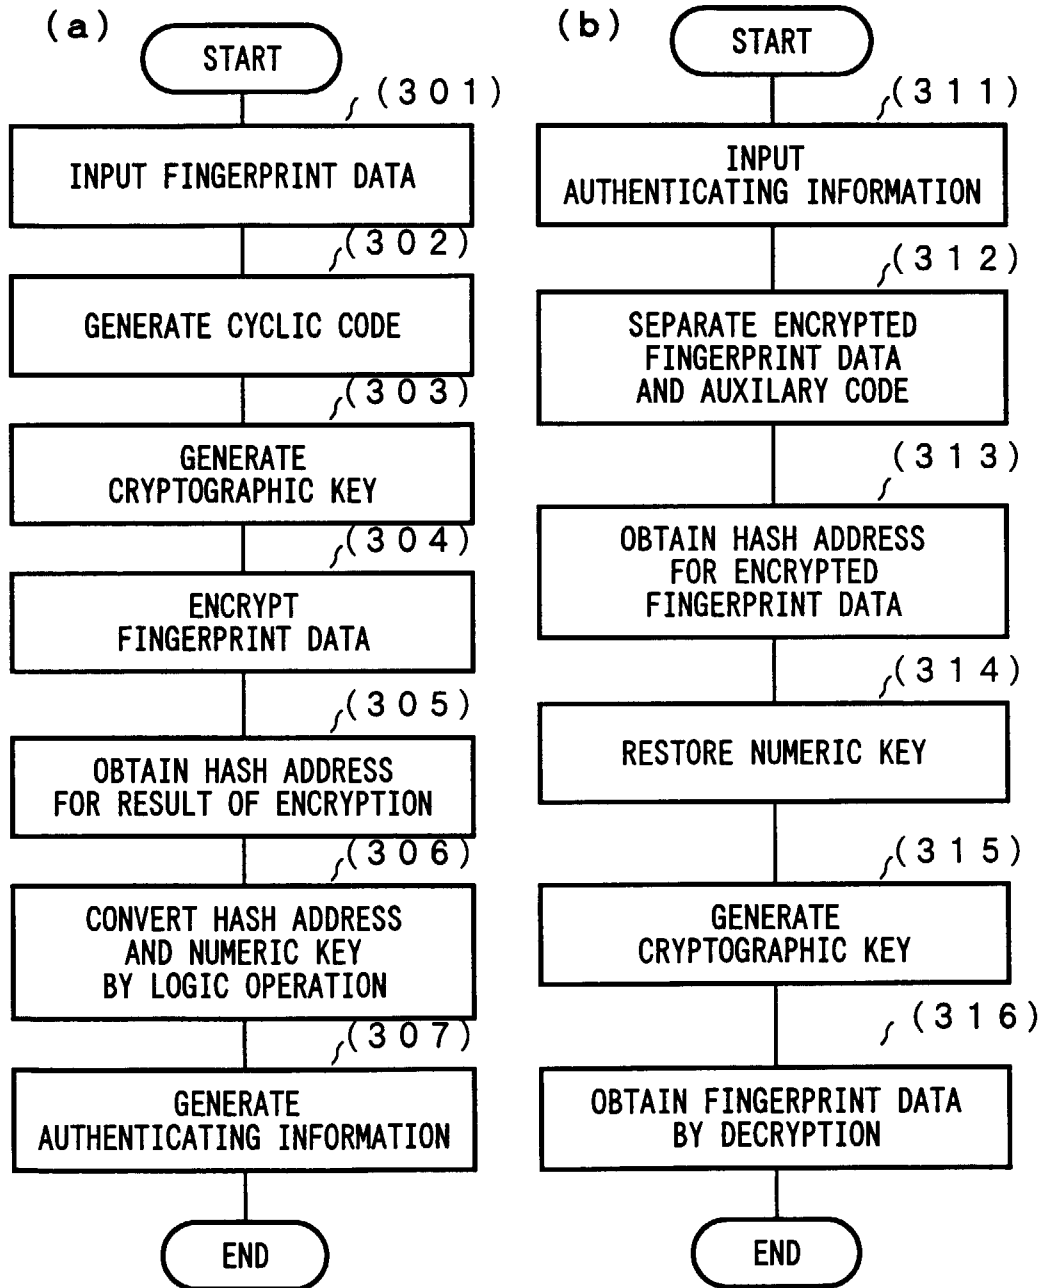 (a)
START
(301)
INPUT FINGERPRINT DATA
(302)
GENERATE CYCLIC CODE
(303)
GENERATE
CRYPTOGRAPHIC KEY
(304)
ENCRYPT
FINGERPRINT DATA
(305)
OBTAIN HASH ADDRESS
FOR RESULT OF ENCRYPTION
(306)
CONVERT HASH ADDRESS
AND NUMERIC KEY
BY LOGIC OPERATION
(307)
GENERATE
AUTHENTICATING INFORMATION
END
(b)
START
(311)
INPUT
AUTHENTICATING INFORMATION
(312)
SEPARATE ENCRYPTED
FINGERPRINT DATA
AND AUXILARY CODE
(313)
OBTAIN HASH ADDRESS
FOR ENCRYPTED
FINGERPRINT DATA
(314)
RESTORE NUMERIC KEY
(315)
GENERATE
CRYPTOGRAPHIC KEY
(316)
OBTAIN FINGERPRINT DATA
BY DECRYPTION
END